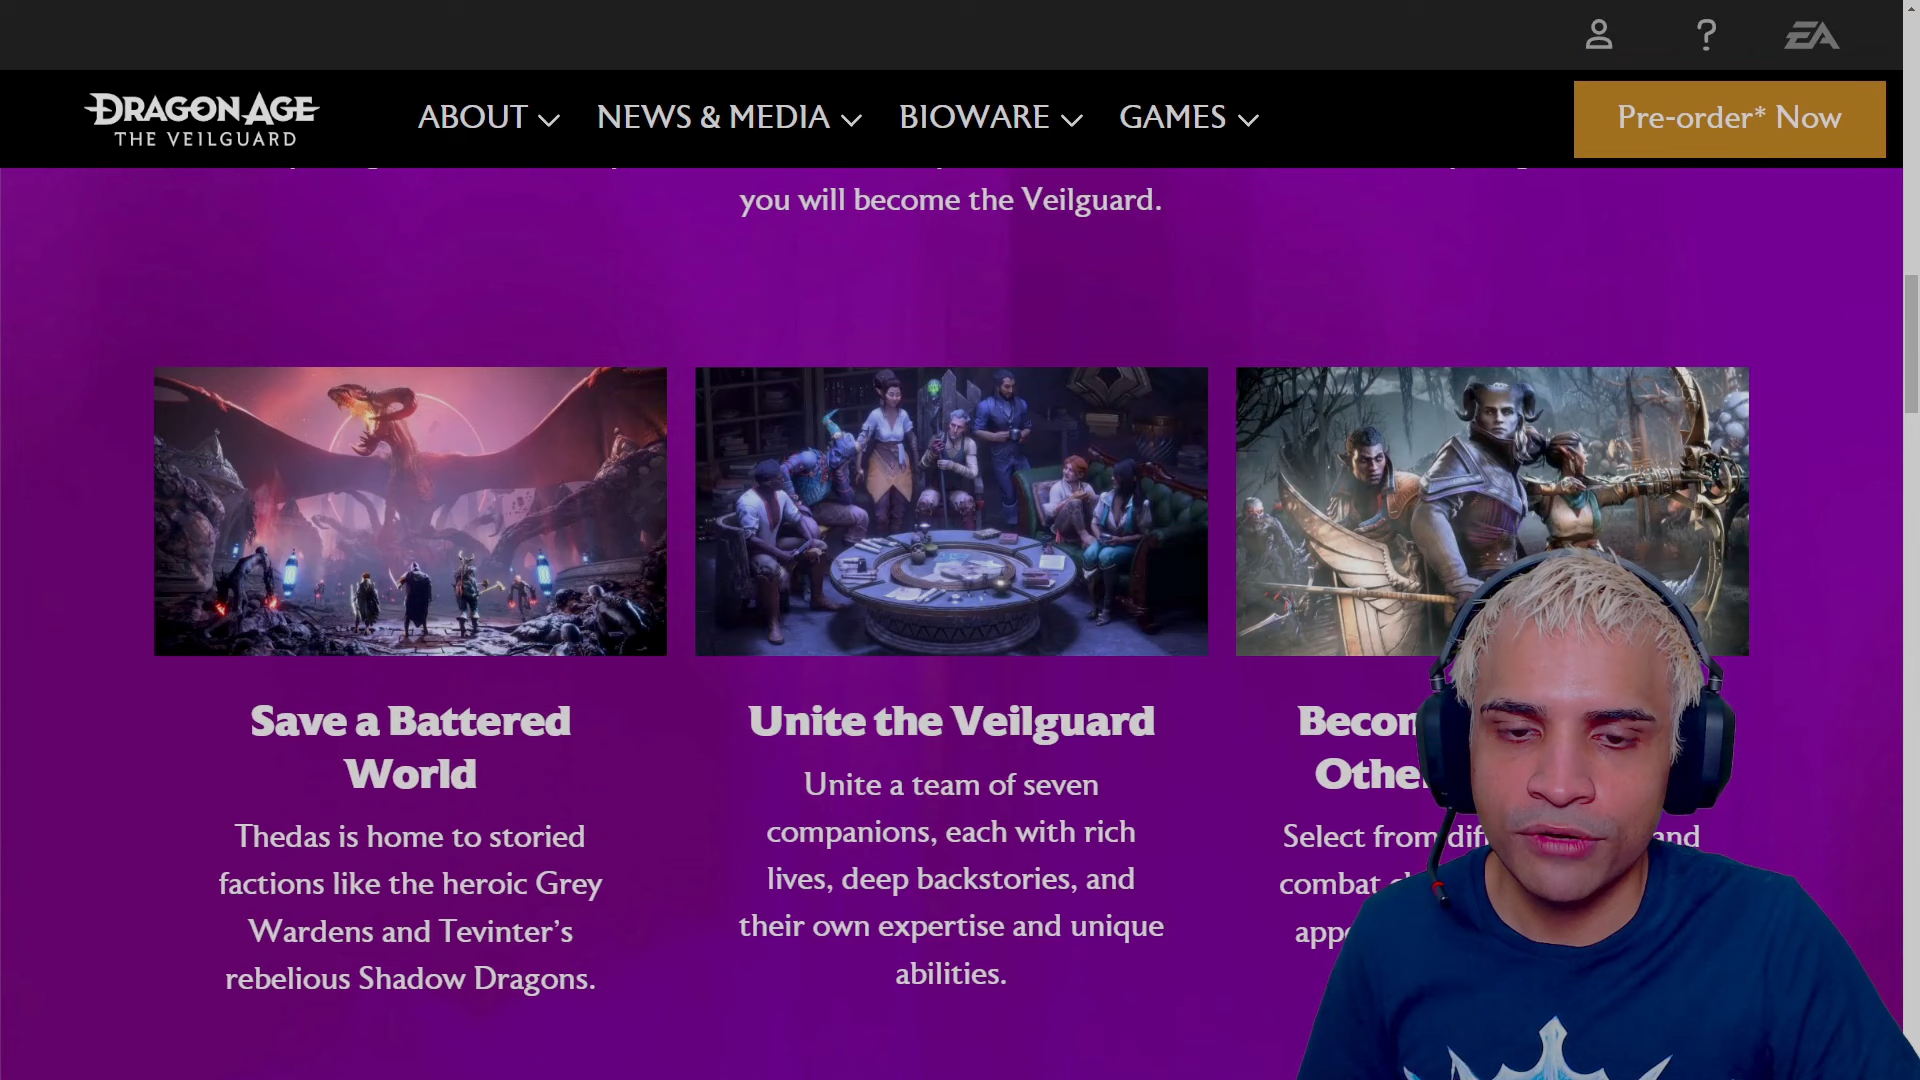 EA
DRAGON AGE
THE VEILGUARD
ABOUT
NEWS & MEDIA
BIOWARE
GAMES
Pre-order* Now
you will become the Veilguard.
Save a Battered
World
Thedas is home to storied
factions like the heroic Grey
Wardens and Tevinter's
rebelious Shadow Dragons.
Unite the Veilguard
Unite a team of seven
companions, each with rich
lives, deep backstories, and
their own expertise and unique
abilities.
Select from
combat